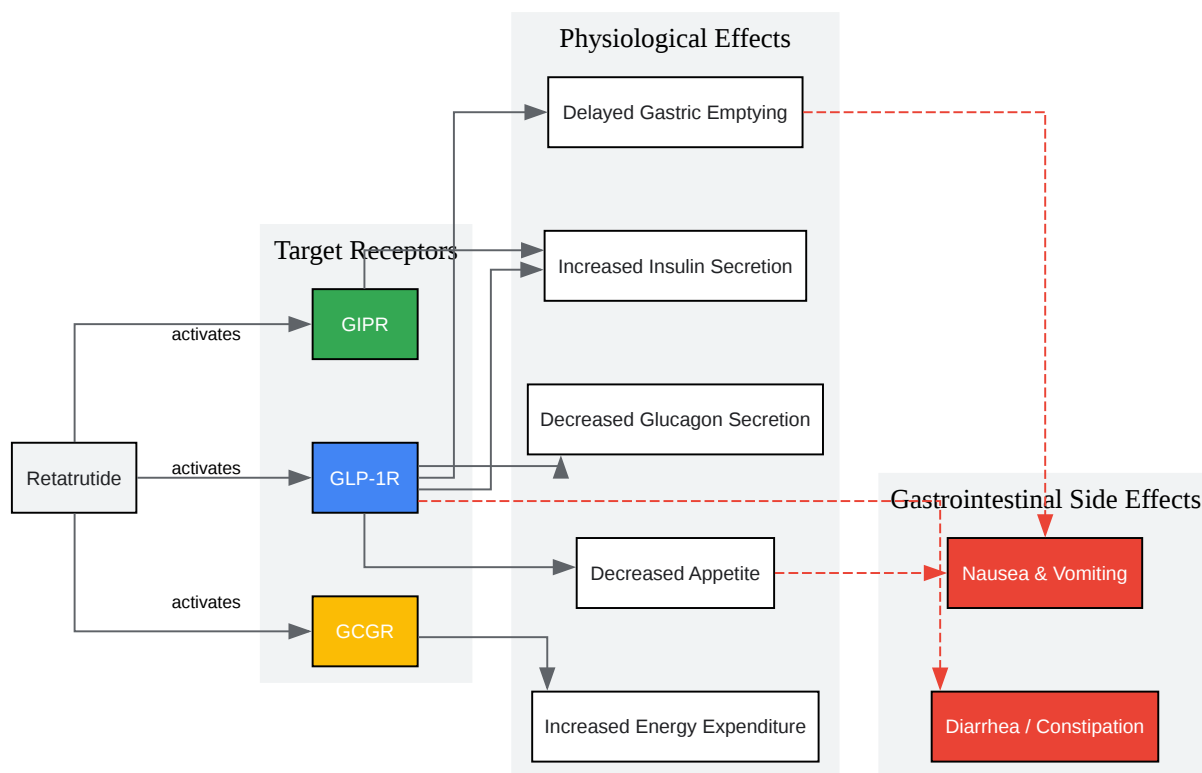 Physiological Effects
Delayed Gastric Emptying
Target Receptors
Increased Insulin Secretion
GIPR
activates
Decreased Glucagon Secretion
Retatrutide
activates
GLP-1R
Gastrointestinal Side Effects
Decreased Appetite
Nausea & Vomiting
activates
GCGR
Increased Energy Expenditure
Diarrhea / Constipation